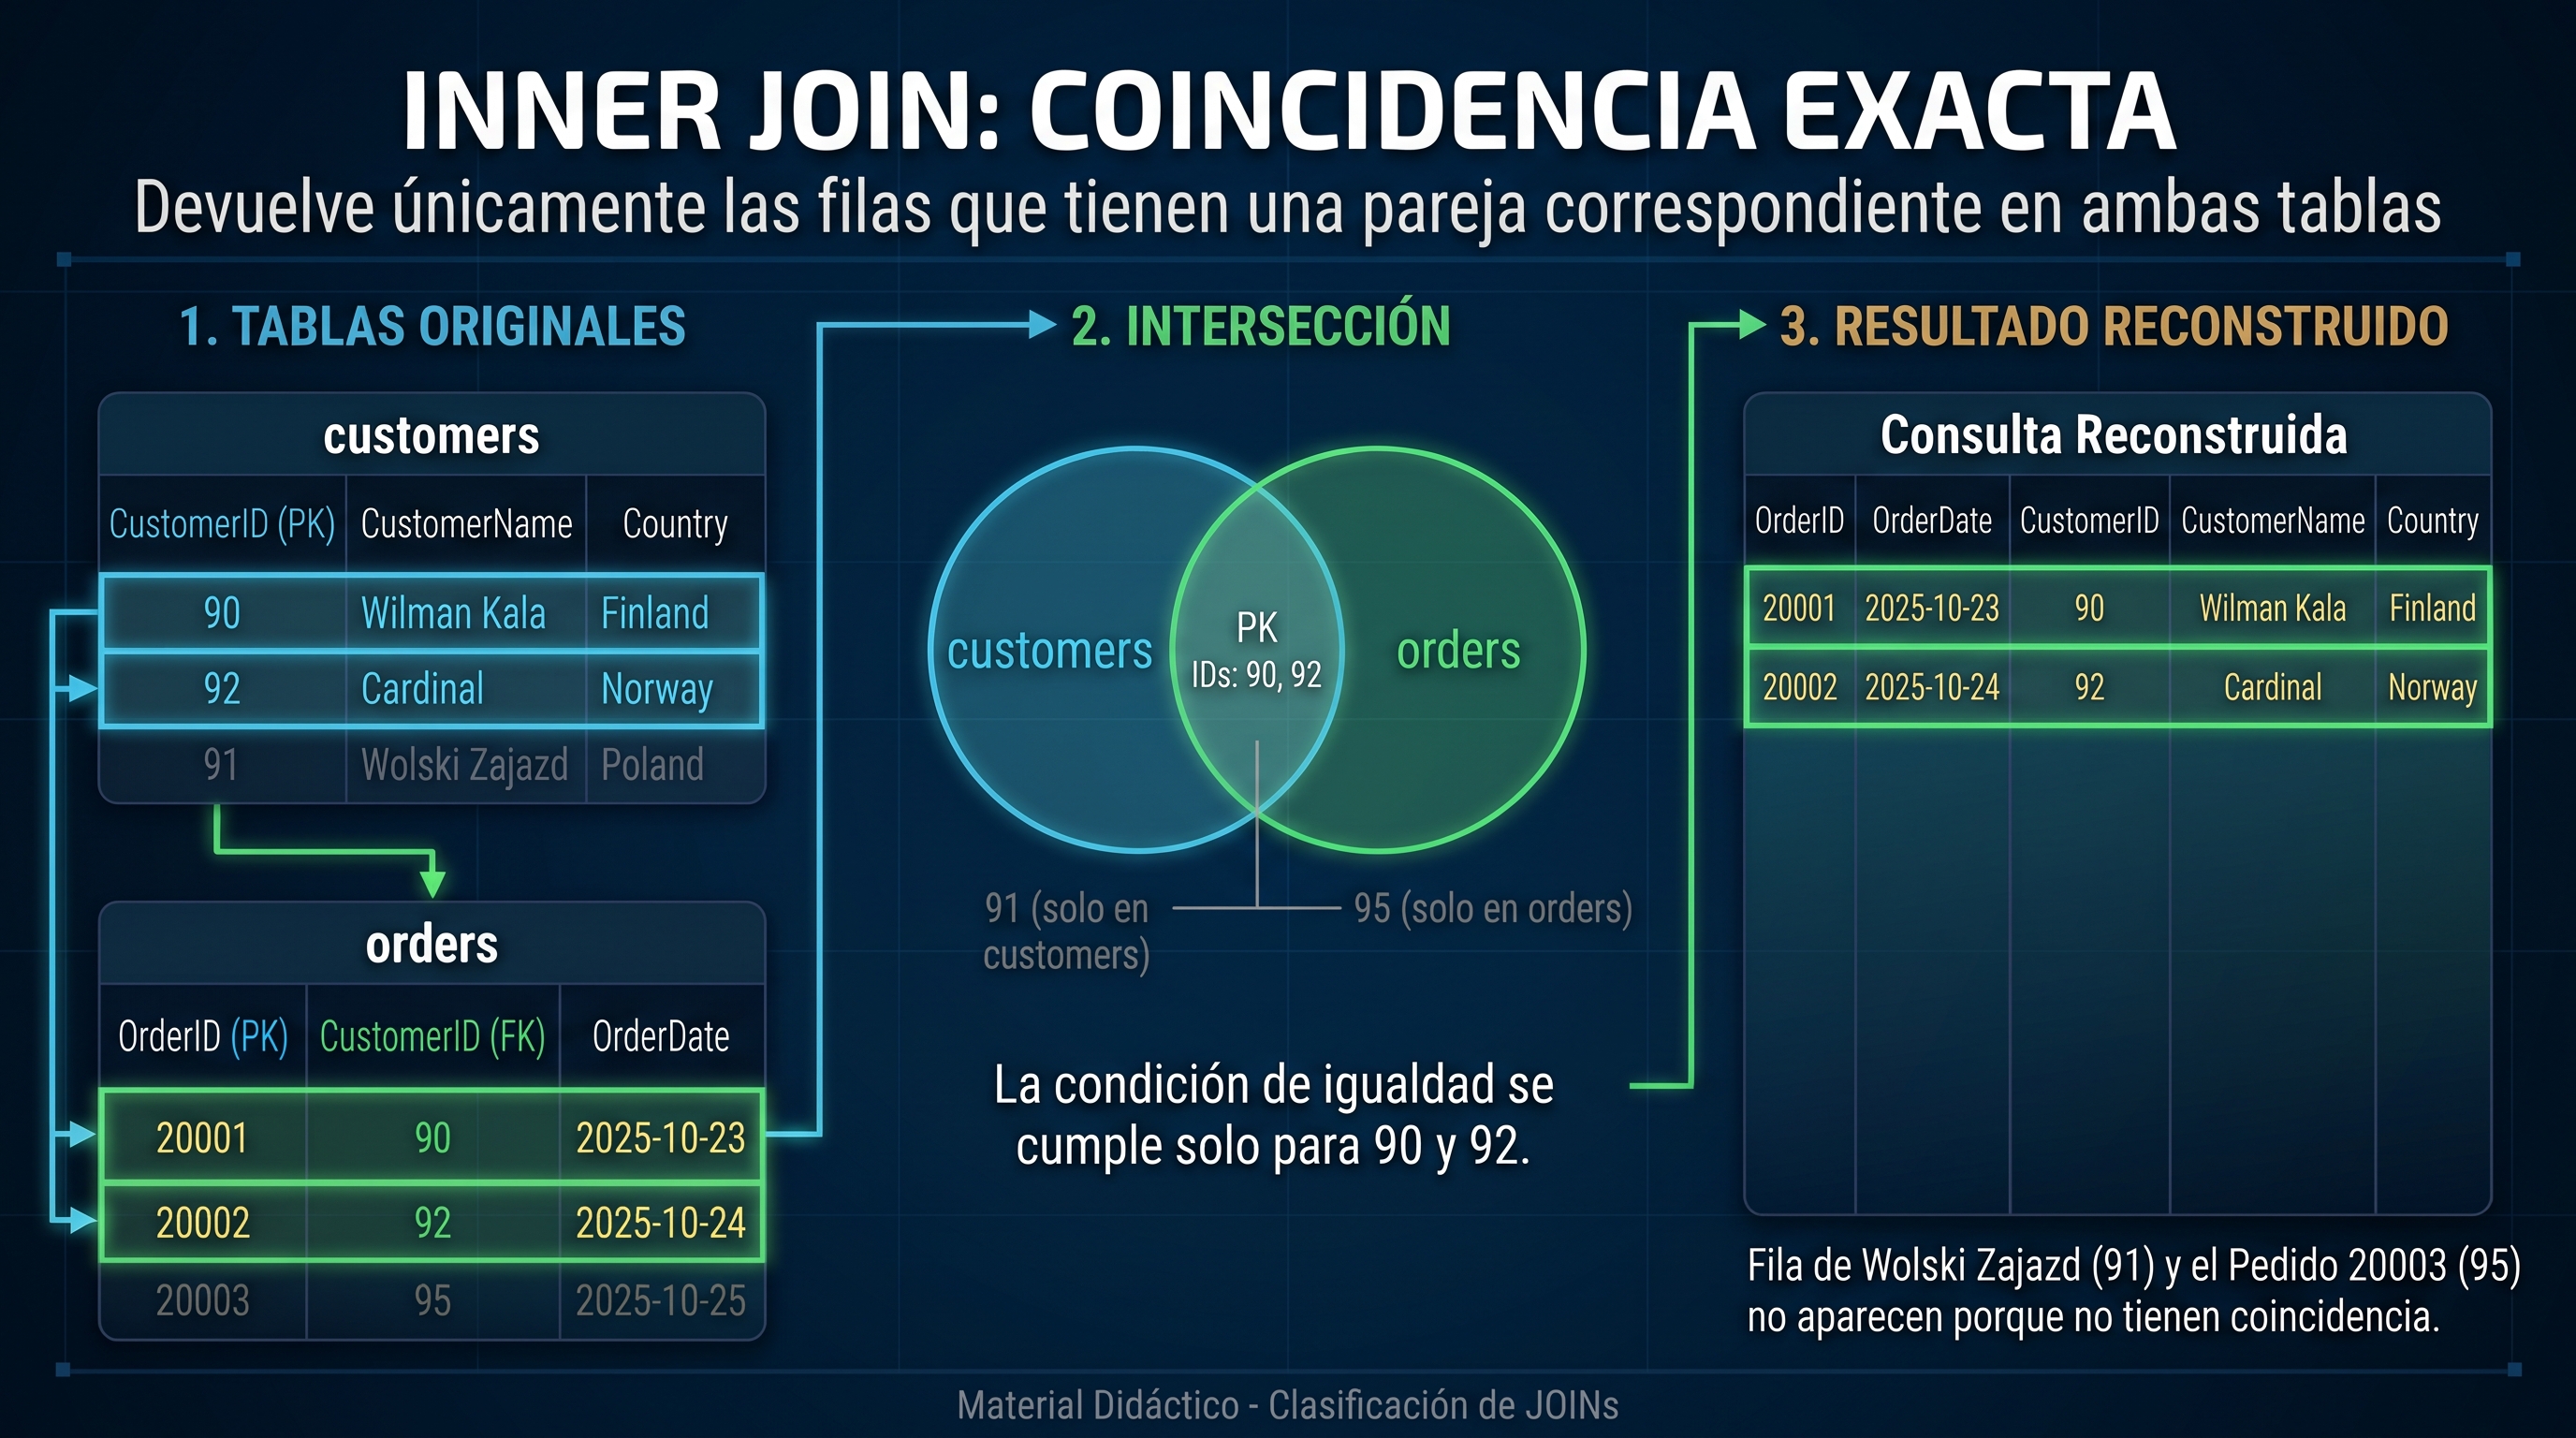 INNER JOIN: COINCIDENCIA EXACTA
Devuelve únicamente las filas que tienen una pareja correspondiente en ambas tablas
1. TABLAS ORIGINALES
customers
CustomerID (PK) CustomerName Country
90 Wilman Kala Finland
92 Cardinal Norway
91 Wolski Zajazd Poland
orders
OrderID (PK) CustomerID (FK) OrderDate
20001 90 2025-10-23
20002 92 2025-10-24
20003 95 2025-10-25
2. INTERSECCIÓN
customers
PK
IDs: 90, 92
orders
91 (solo en
customers)
95 (solo en orders)
La condición de igualdad se
cumple solo para 90 y 92.
3. RESULTADO RECONSTRUIDO
Consulta Reconstruida
OrderID OrderDate CustomerID CustomerName Country
20001 2025-10-23 90 Wilman Kala Finland
20002 2025-10-24 92 Cardinal Norway
Fila de Wolski Zajazd (91) y el Pedido 20003 (95)
no aparecen porque no tienen coincidencia.
Material Didáctico - Clasificación de JOINs